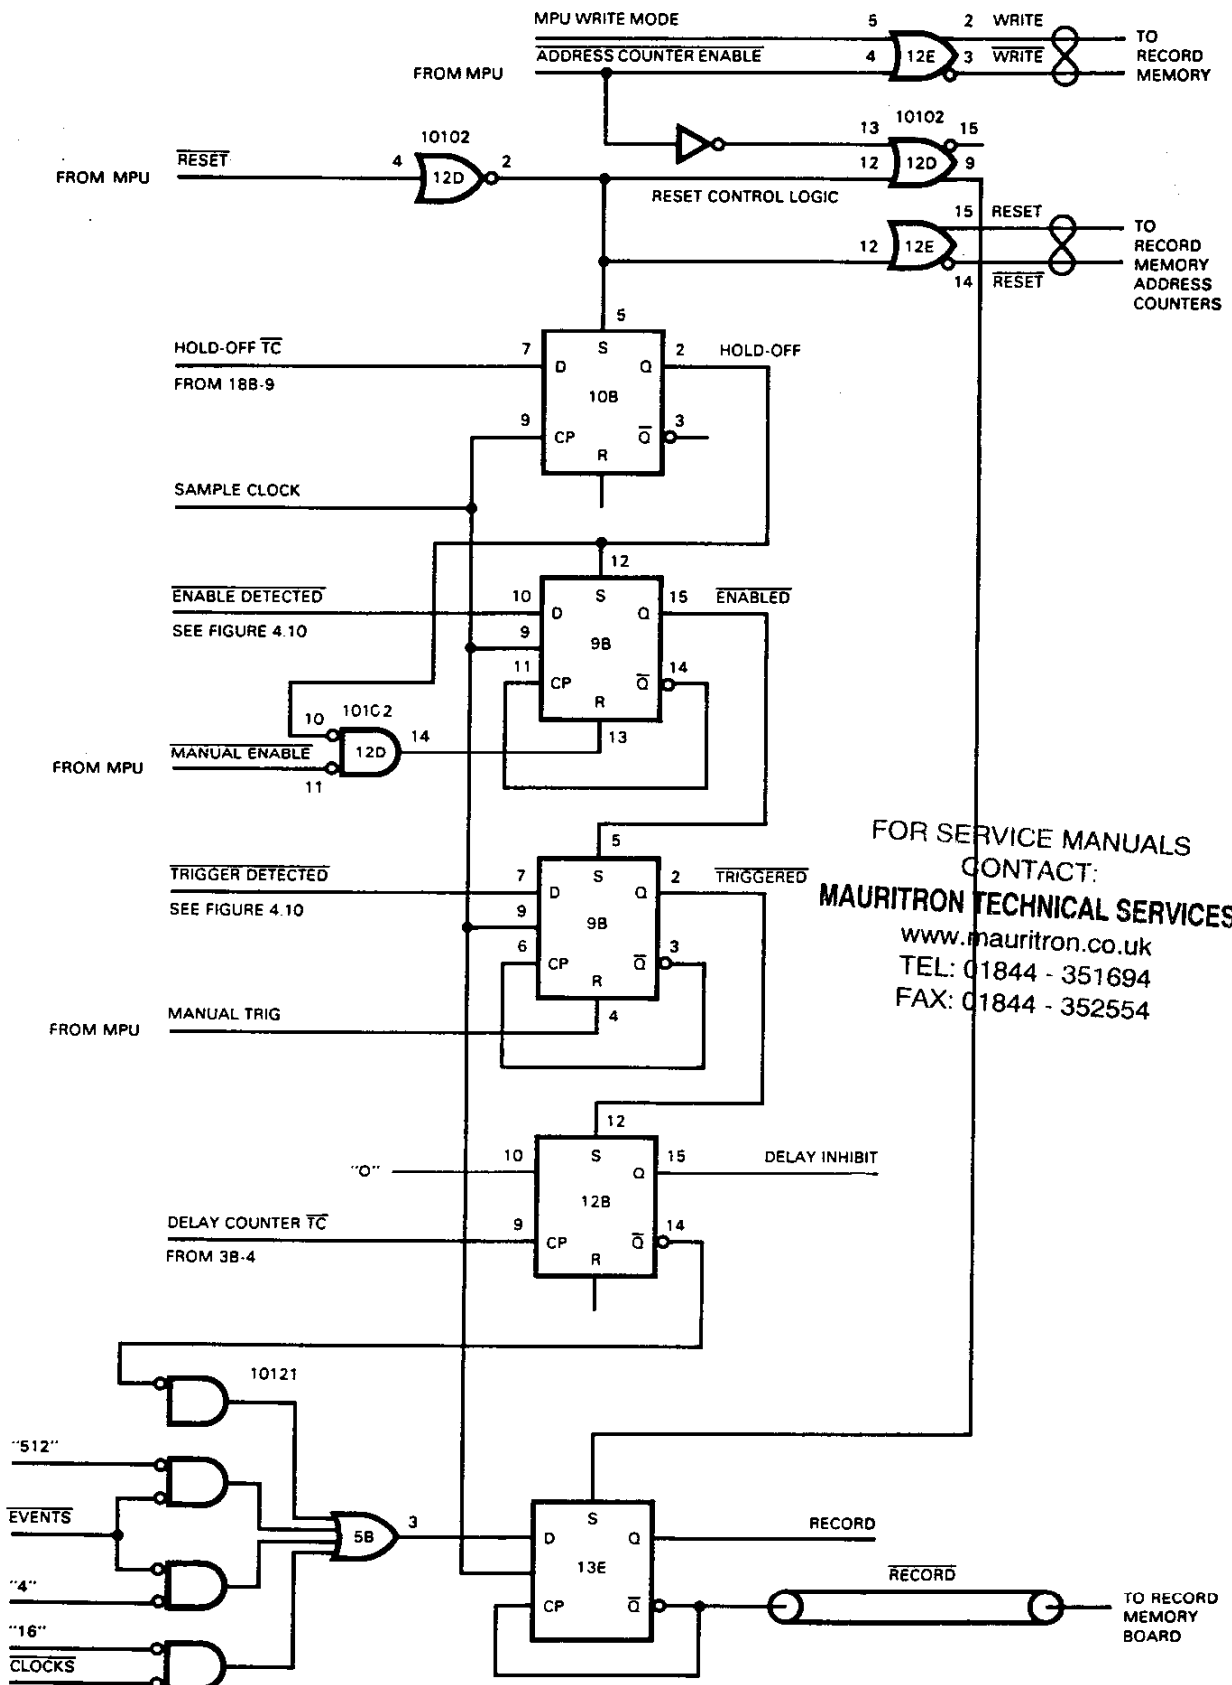 MPU WRITE MODE 5 2 WRITE
ADDRESS COUNTER ENABLE 4 12E 3 WRITE
TO
RECORD
MEMORY
FROM MPU
10102
13 15
12 12D 9
10102
RESET 4 12D 2
FROM MPU
RESET CONTROL LOGIC
15 RESET
12 12E
14 RESET
TO
RECORD
MEMORY
ADDRESS
COUNTERS
5
HOLD-OFF TC 7 D S Q 2 HOLD-OFF
FROM 18B-9
10B
9 CP Q 3
R
SAMPLE CLOCK
12
ENABLE DETECTED 10 D S Q 15 ENABLED
SEE FIGURE 4.10
9 9B
11 CP Q 14
R
13
10 10102
MANUAL ENABLE 12D 14
FROM MPU
11
5
TRIGGER DETECTED 7 D S Q 2 TRIGGERED
SEE FIGURE 4.10
9 9B
6 CP Q 3
R
MANUAL TRIG 4
FROM MPU
FOR SERVICE MANUALS
CONTACT:
MAURITRON TECHNICAL SERVICES
www.mauritron.co.uk
TEL: 01844 - 351694
FAX: 01844 - 352554
12
"O" 10 S Q 15 DELAY INHIBIT
12B
DELAY COUNTER TC 9 CP Q 14
FROM 3B-4
R
10121
"512"
EVENTS
5B 3
"4"
"16"
CLOCKS
S
D Q RECORD
13E
CP Q RECORD
TO RECORD
MEMORY
BOARD